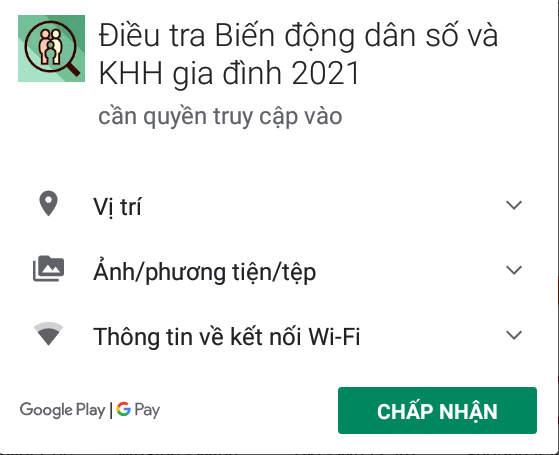 Điều tra Biến động dân số và
KHH gia đình 2021
cần quyền truy cập vào
Vị trí
Ảnh/phương tiện/tệp
Thông tin về kết nối Wi-Fi
Google Play | G Pay
CHẤP NHẬN